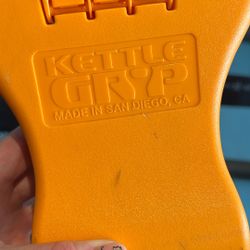 KETTLE
GRYP
MADE IN SAN DIEGO, CA